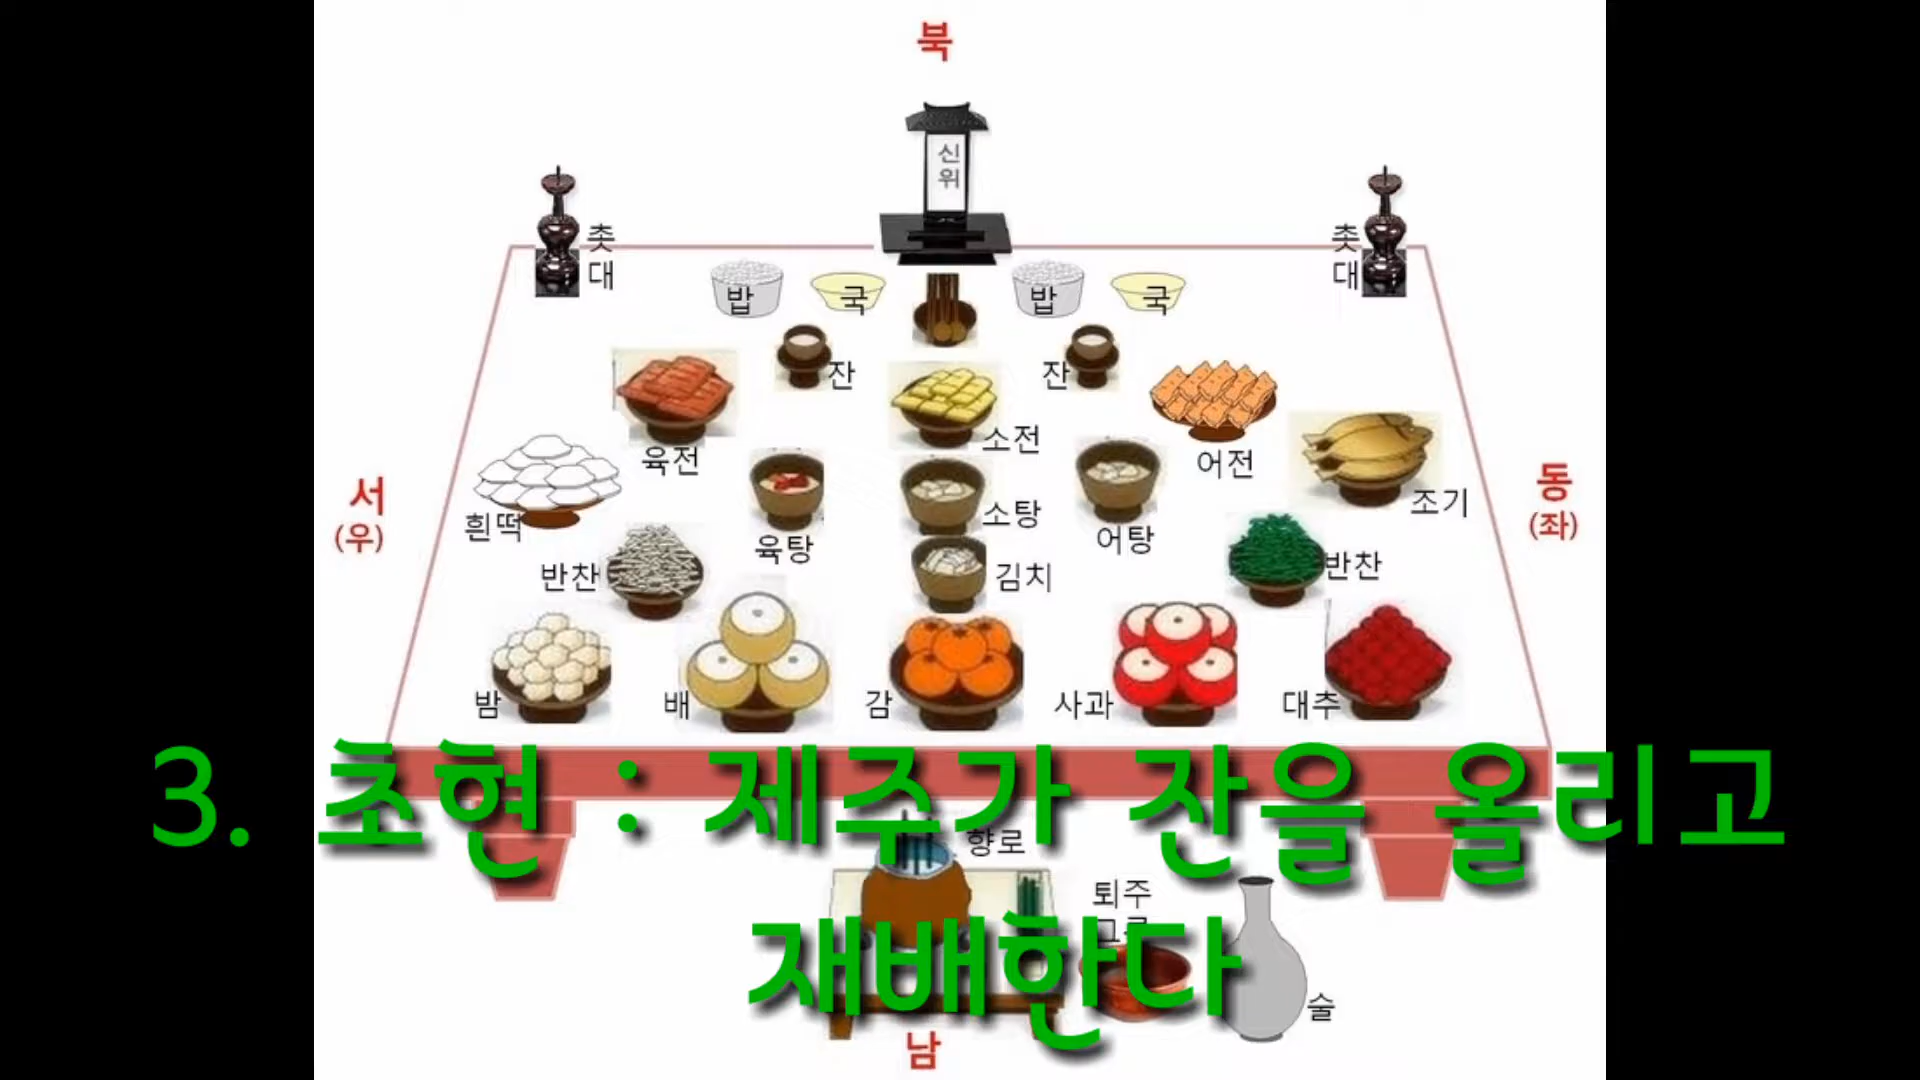 북
신위
촛대
촛대
밥
국
밥
국
잔
잔
육전
소전
어전
조기
흰떡
육탕
소탕
어탕
서
(우)
동
(좌)
반찬
김치
반찬
밤
배
감
사과
대추
3. 초현 : 제주가 잔을 올리고
재배한다
향로
퇴주
술
남